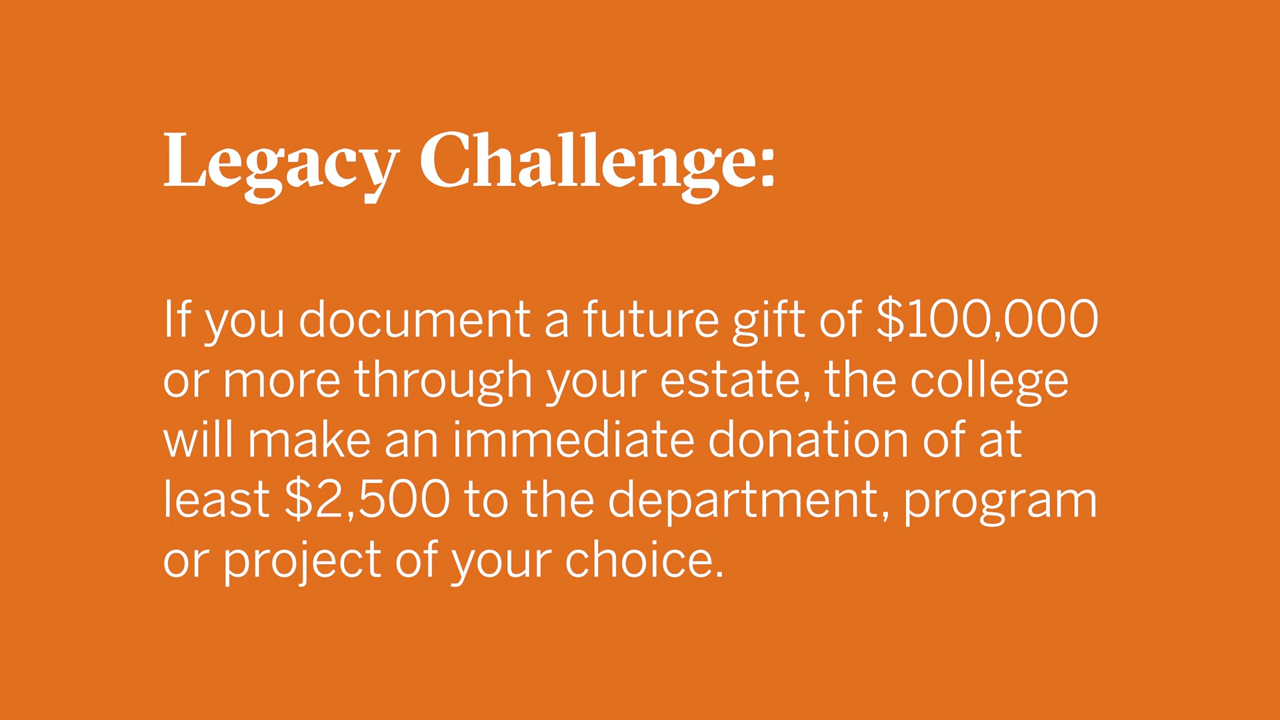 Legacy Challenge:
If you document a future gift of $100,000
or more through your estate, the college
will make an immediate donation of at
least $2,500 to the department, program
or project of your choice.